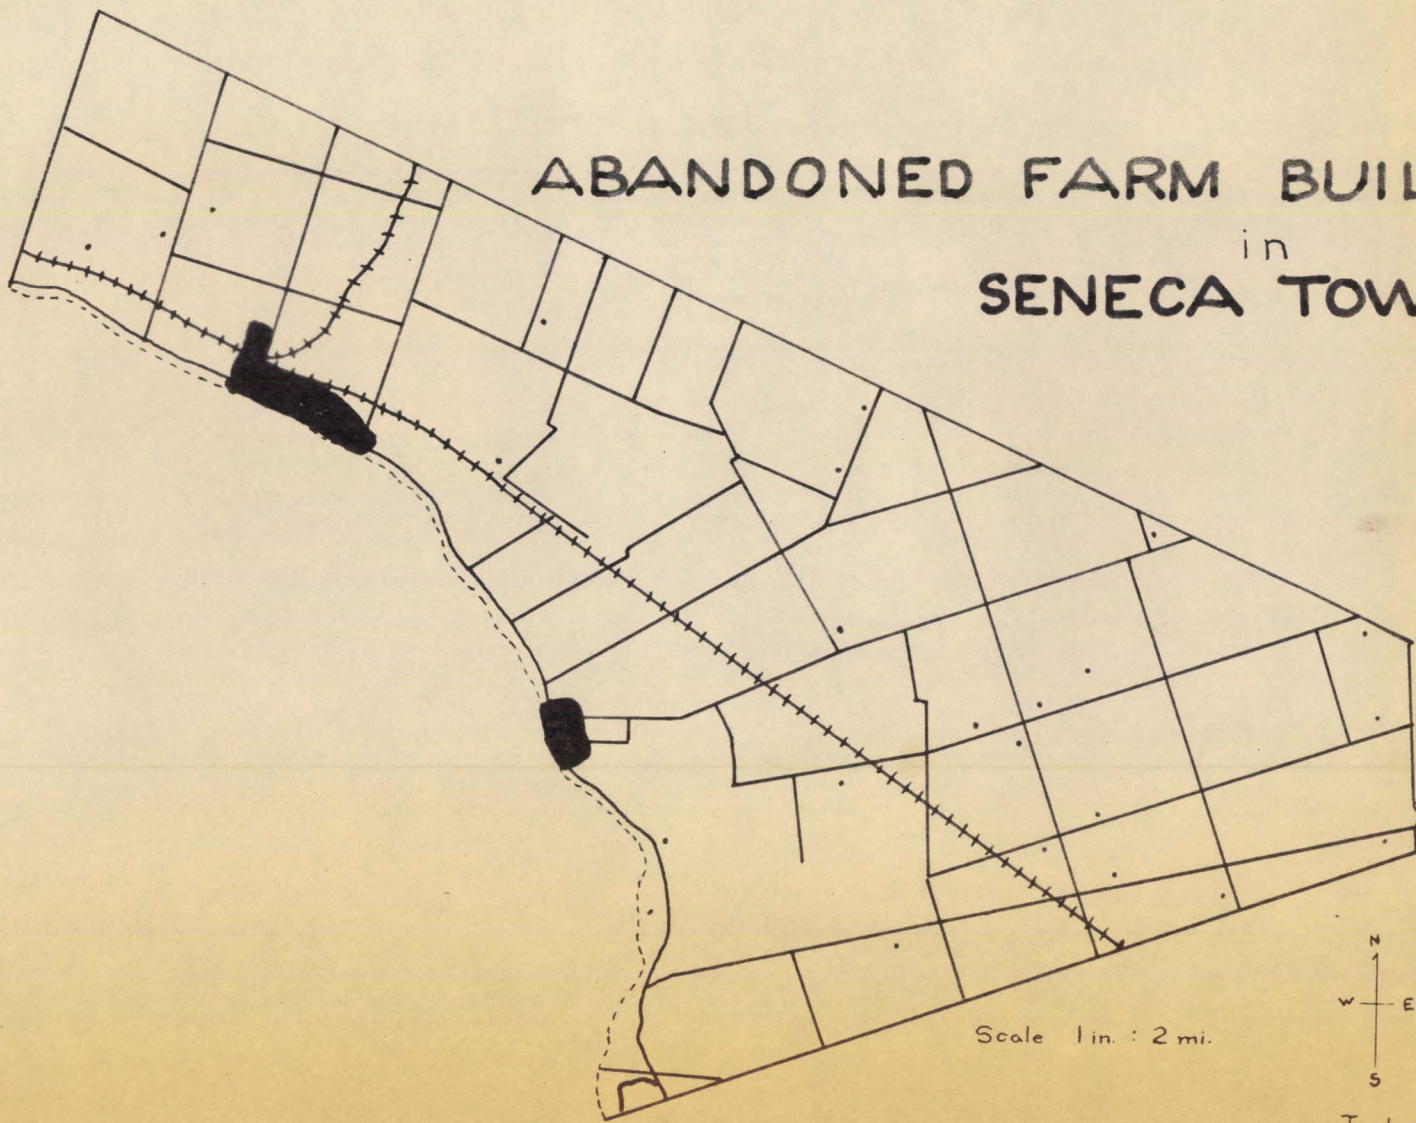 ABANDONED FARM BUIL
in
SENECA TOW
Scale 1 in. : 2 mi.
N
W E
S